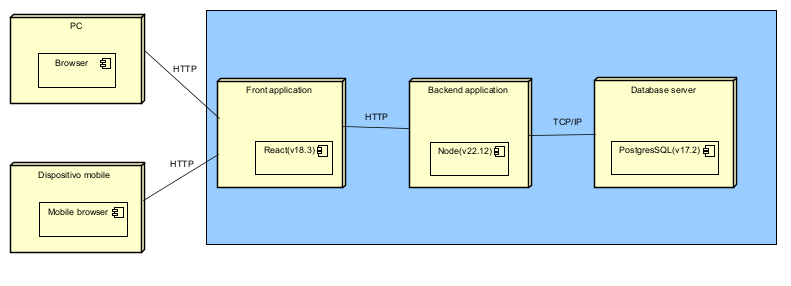 PC
Browser
HTTP
Dispositivo mobile
Mobile browser
HTTP
Front application
React(v18.3)
HTTP
Backend application
Node(v22.12)
TCP/IP
Database server
PostgresSQL(v17.2)